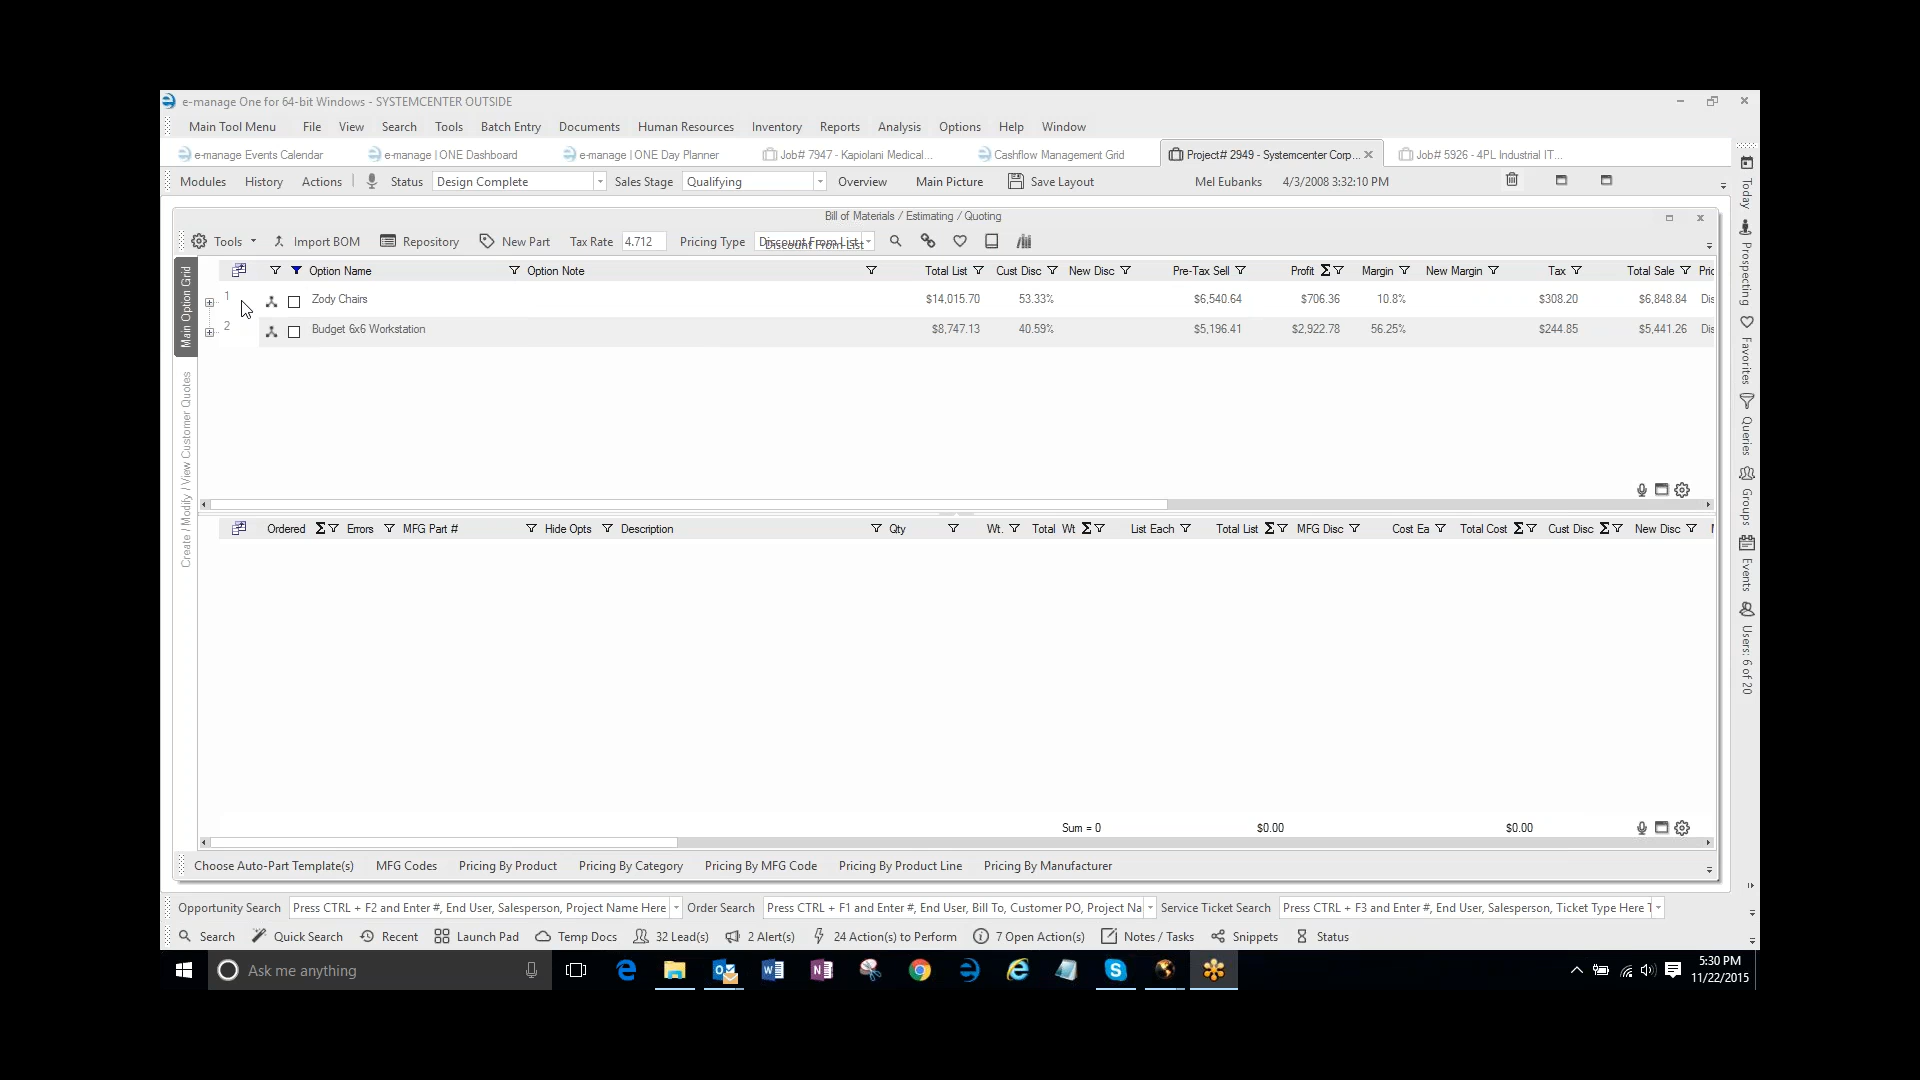 e-manage One for 64-bit Windows - SYSTEMCENTER OUTSIDE
Main Tool Menu File View Search Tools Batch Entry Documents Human Resources Inventory Reports Analysis Options Help Window
e-manage Events Calendar e-manage | ONE Dashboard e-manage | ONE Day Planner Job# 7947 - Kapiolani Medical... Cashflow Management Grid Project# 2949 - Systemcenter Corp... Job# 5926 - 4PL Industrial IT...
Modules History Actions Status Design Complete Sales Stage Qualifying Overview Main Picture Save Layout Mel Eubanks 4/3/2008 3:32:10 PM
Bill of Materials / Estimating / Quoting
Tools Import BOM Repository New Part Tax Rate 4.712 Pricing Type Discount From List
Option Name Option Note Total List Cust Disc New Disc Pre-Tax Sell Profit Margin New Margin Tax Total Sale Pric
1 Zody Chairs $14,015.70 53.33% $6,540.64 $706.36 10.8% $308.20 $6,848.84 Dis
2 Budget 6x6 Workstation $8,747.13 40.59% $5,196.41 $2,922.78 56.25% $244.85 $5,441.26 Dis
Main Option Grid
Create / Modify / View Customer Quotes
Ordered Errors MFG Part # Hide Opts Description Qty Wt. Total Wt List Each Total List MFG Disc Cost Ea Total Cost Cust Disc New Disc
Sum = 0 $0.00 $0.00
Choose Auto-Part Template(s) MFG Codes Pricing By Product Pricing By Category Pricing By MFG Code Pricing By Product Line Pricing By Manufacturer
Today
Prospecting
Favorites
Queries
Groups
Events
Users: 6 of 20
Opportunity Search Press CTRL + F2 and Enter #, End User, Salesperson, Project Name Here Order Search Press CTRL + F1 and Enter #, End User, Bill To, Customer PO, Project Na Service Ticket Search Press CTRL + F3 and Enter #, End User, Salesperson, Ticket Type Here
Search Quick Search Recent Launch Pad Temp Docs 32 Lead(s) 2 Alert(s) 24 Action(s) to Perform 7 Open Action(s) Notes / Tasks Snippets Status
Ask me anything
5:30 PM
11/22/2015